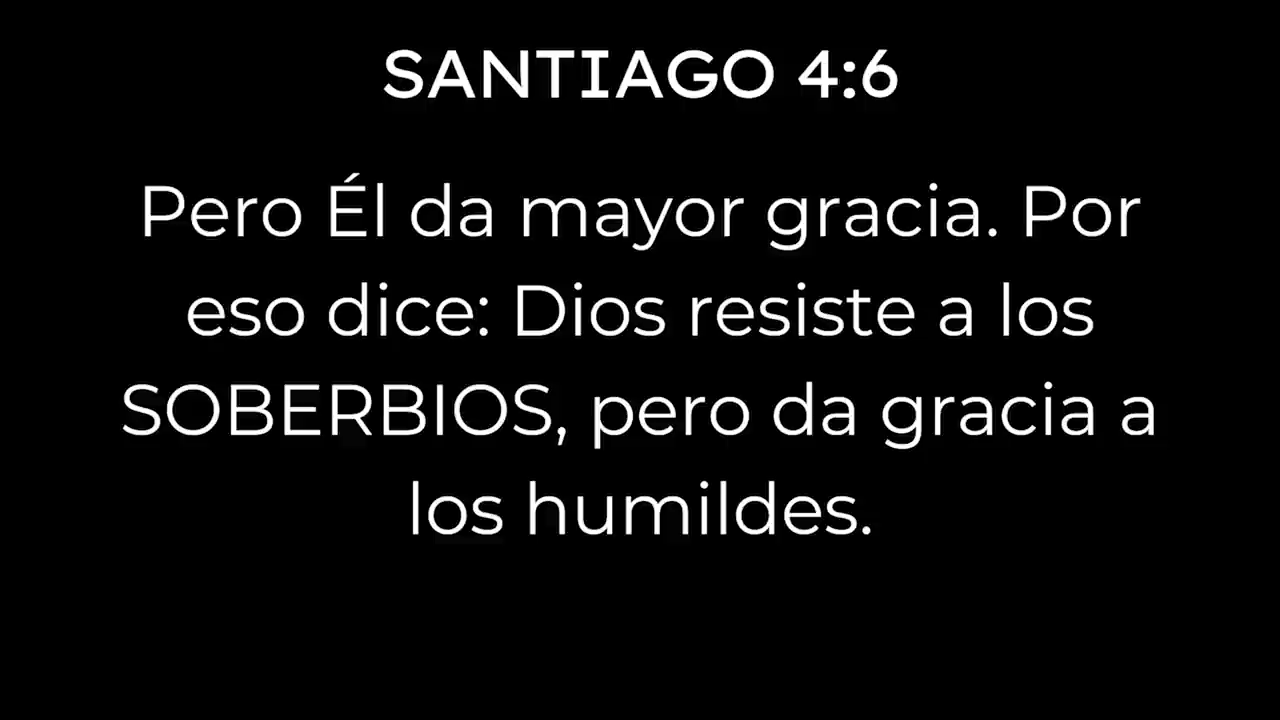 SANTIAGO 4:6
Pero Él da mayor gracia. Por
eso dice: Dios resiste a los
SOBERBIOS, pero da gracia a
los humildes.